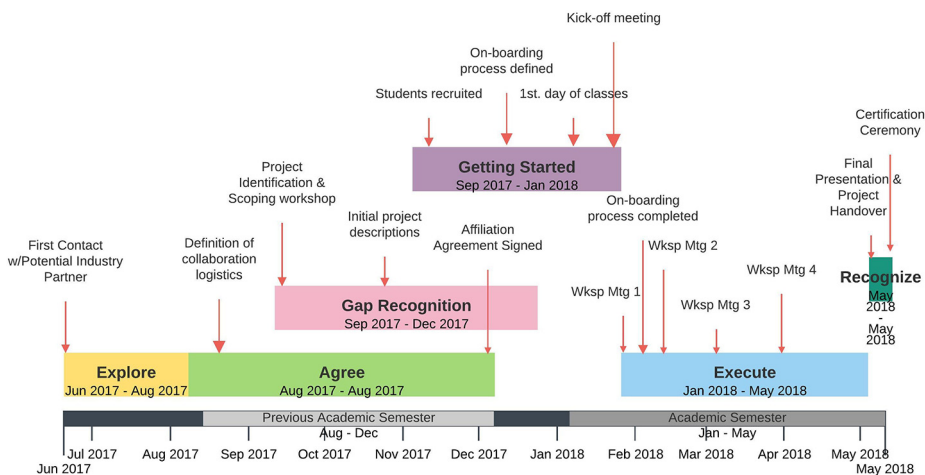 Kick-off meeting
On-boarding
process defined
Students recruited
1st. day of classes
Certification
Ceremony
Getting Started
Sep 2017 - Jan 2018
Project
Identification &
Scoping workshop
Final
Presentation &
Project
Handover
On-boarding
process completed
Initial project
descriptions
Affiliation
Agreement Signed
First Contact
w/Potential Industry
Partner
Definition of
collaboration
logistics
Wksp Mtg 2
Wksp Mtg 4
Wksp Mtg 1
Wksp Mtg 3
Recognize
May
2018
-
May
2018
Gap Recognition
Sep 2017 - Dec 2017
Explore
Jun 2017 - Aug 2017
Agree
Aug 2017 - Aug 2017
Execute
Jan 2018 - May 2018
Previous Academic Semester
Aug - Dec
Academic Semester
Jan - May
Jul 2017
Aug 2017
Sep 2017
Oct 2017
Nov 2017
Dec 2017
Jan 2018
Feb 2018
Mar 2018
Apr 2018
May 2018
Jun 2017
May 2018